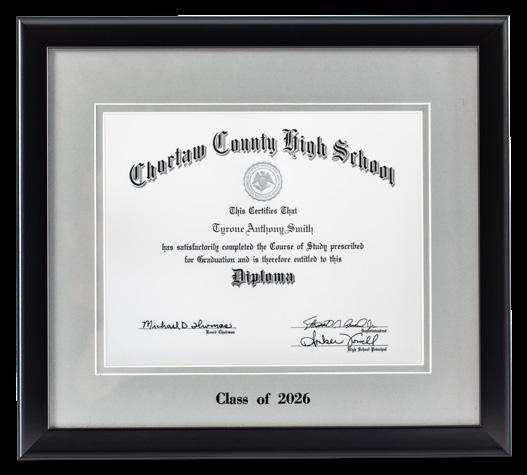 Choctaw County High School
This Certifies That
Tyrone Anthony Smith
has satisfactorily completed the Course of Study prescribed
for Graduation and is therefore entitled to this
Diploma
Michael D. Thomas
Board Chairman
Superintendent
High School Principal
Class of 2026